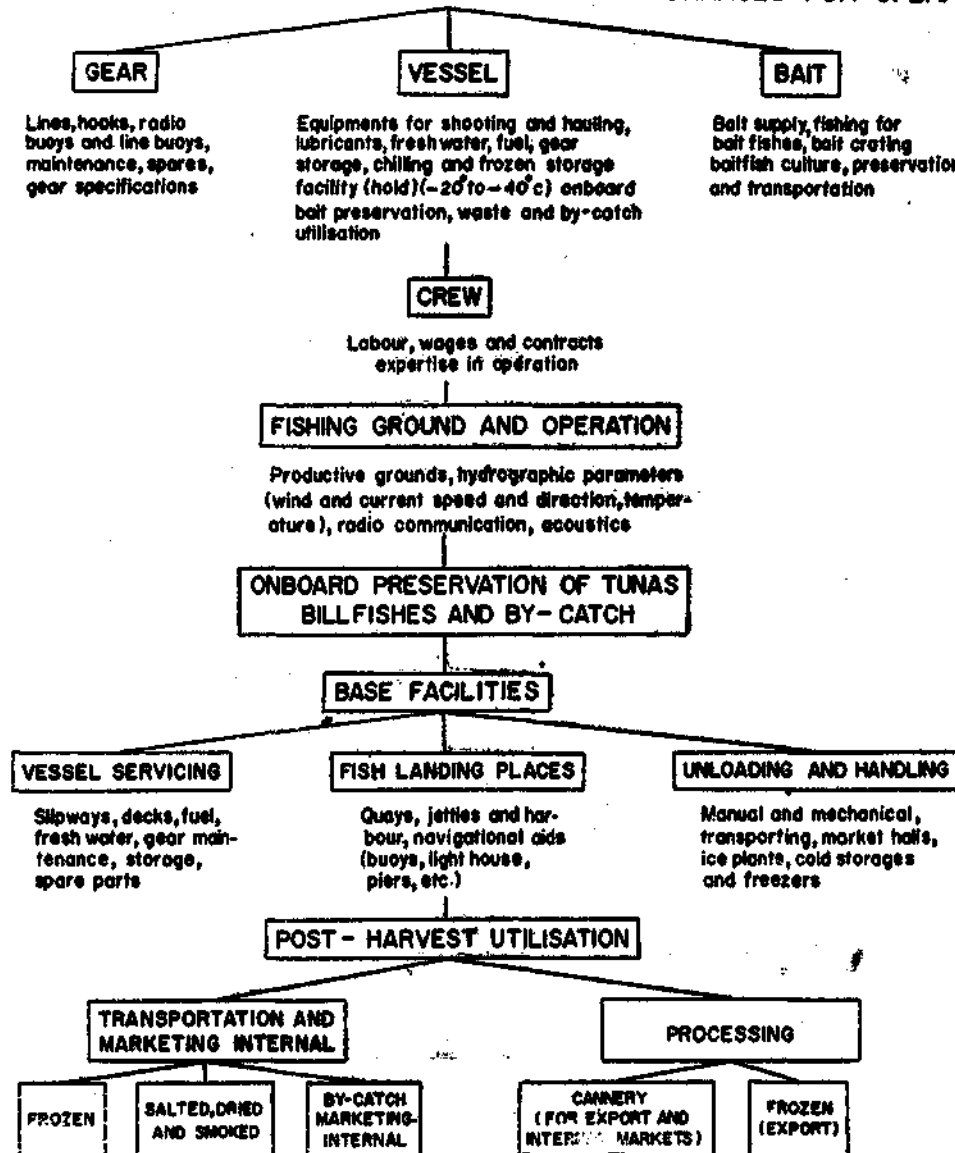 GEAR
VESSEL
BAIT
Lines, hooks, radio
buoys and line buoys,
maintenance, spares,
gear specifications
Equipments for shooting and hauling,
lubricants, fresh water, fuel, gear
storage, chilling and frozen storage
facility (hold) (-20° to -40°c) onboard
bait preservation, waste and by-catch
utilisation
Bait supply, fishing for
bait fishes, bait crating
baitfish culture, preservation
and transportation
CREW
Labour, wages and contracts
expertise in operation
FISHING GROUND AND OPERATION
Productive grounds, hydrographic parameters
(wind and current speed and direction, temper-
ature), radio communication, acoustics
ONBOARD PRESERVATION OF TUNAS
BILLFISHES AND BY-CATCH
BASE FACILITIES
VESSEL SERVICING
FISH LANDING PLACES
UNLOADING AND HANDLING
Slipways, decks, fuel,
fresh water, gear main-
tenance, storage,
spare parts
Quays, jetties and har-
bour, navigational aids
(buoys, light house,
piers, etc.)
Manual and mechanical,
transporting, market halls,
ice plants, cold storages
and freezers
POST - HARVEST UTILISATION
TRANSPORTATION AND
MARKETING INTERNAL
PROCESSING
FROZEN
SALTED, DRIED
AND SMOKED
BY-CATCH
MARKETING-
INTERNAL
CANNERY
(FOR EXPORT AND
MARKETS)
FROZEN
(EXPORT)